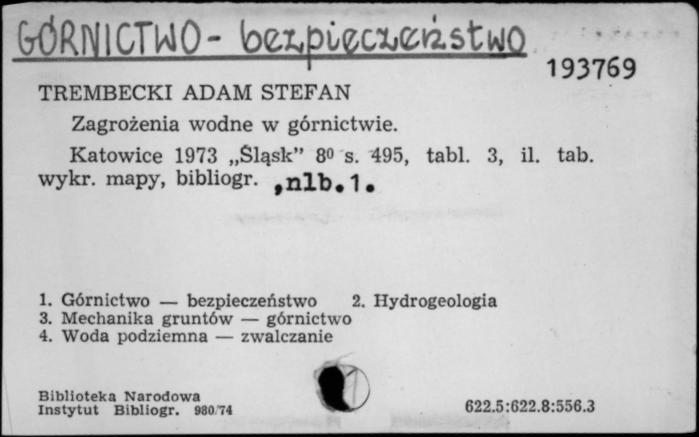 GÓRNICTWO - bezpieczeństwo
193769
TREMBECKI ADAM STEFAN
Zagrożenia wodne w górnictwie.
Katowice 1973 „Śląsk” 8⁰ s. 495, tabl. 3, il. tab.
wykr. mapy, bibliogr. ,nlb.1.
1. Górnictwo — bezpieczeństwo 2. Hydrogeologia
3. Mechanika gruntów — górnictwo
4. Woda podziemna — zwalczanie
Biblioteka Narodowa
Instytut Bibliogr. 980/74
622.5:622.8:556.3